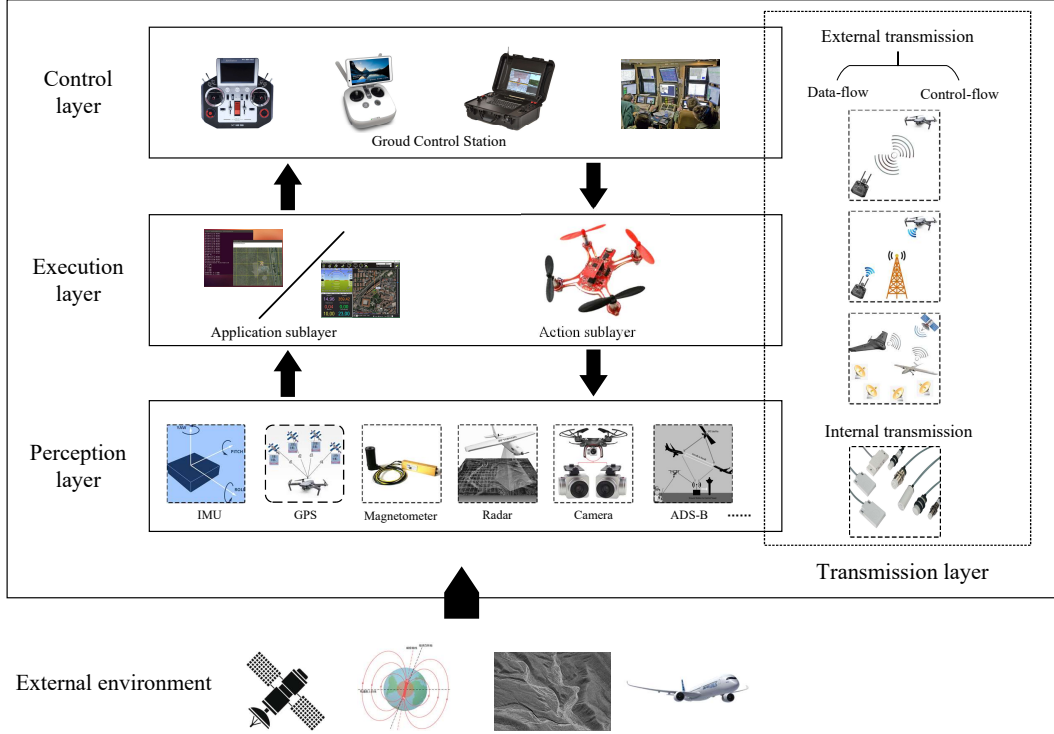 External transmission
Data-flow
Control-flow
Control
layer
Groud Control Station
Execution
layer
Application sublayer
Action sublayer
Perception
layer
PITCH
IMU
GPS
Magnetometer
Radar
Camera
ADS-B
......
Internal transmission
Transmission layer
External environment